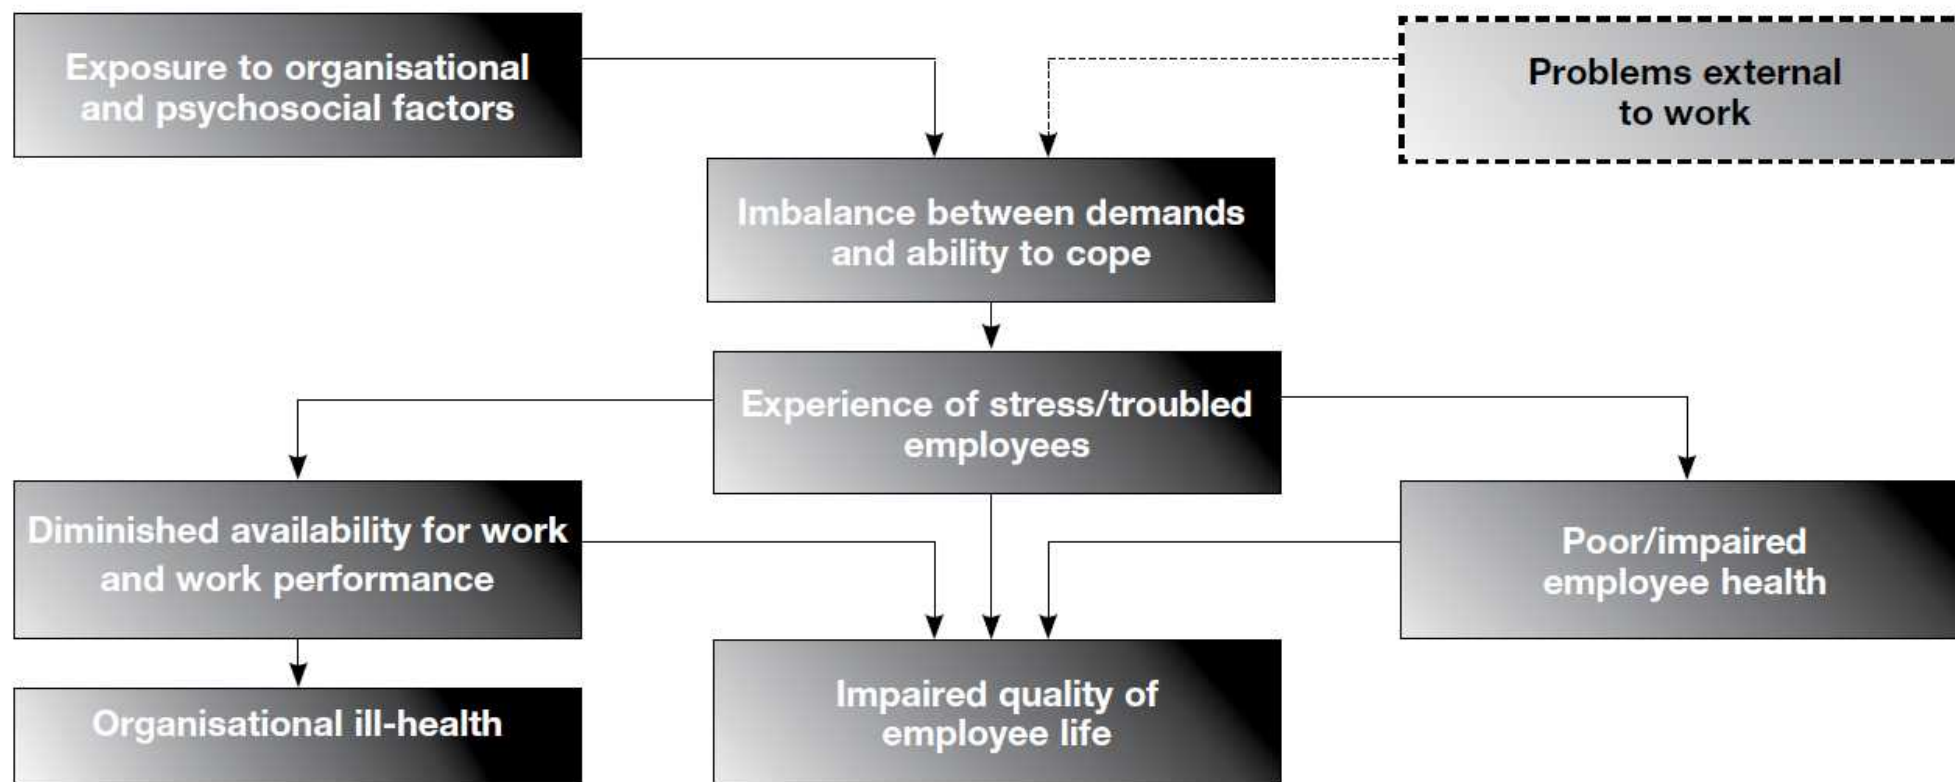 Exposure to organisational
and psychosocial factors
Problems external
to work
Imbalance between demands
and ability to cope
Experience of stress/troubled
employees
Diminished availability for work
and work performance
Poor/impaired
employee health
Organisational ill-health
Impaired quality of
employee life